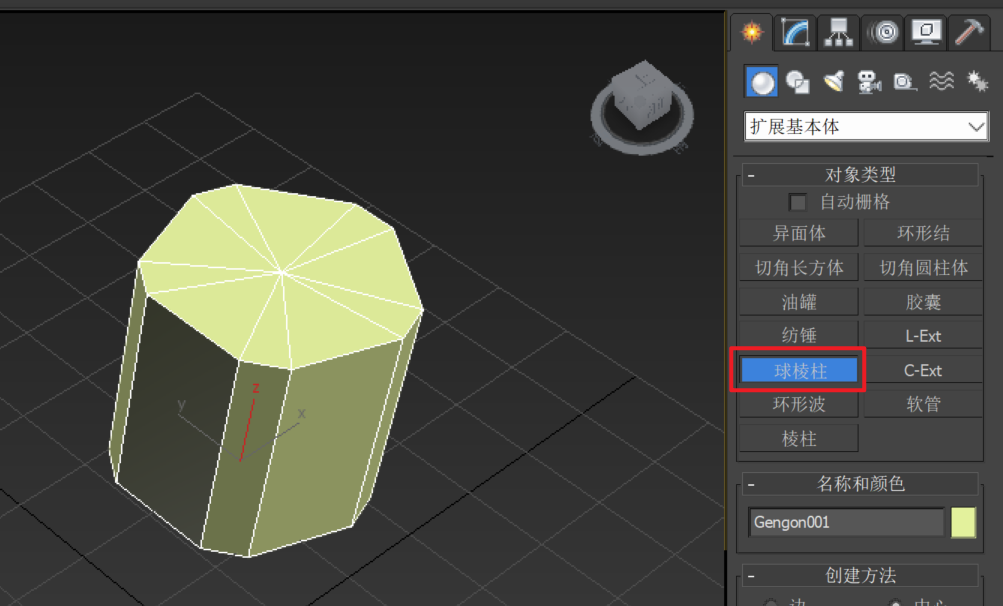 扩展基本体
- 对象类型
自动栅格
异面体 环形结
切角长方体 切角圆柱体
油罐 胶囊
纺锤 L-Ext
球棱柱 C-Ext
环形波 软管
棱柱
- 名称和颜色
Gengon001
- 创建方法
边 中心
z
y
x